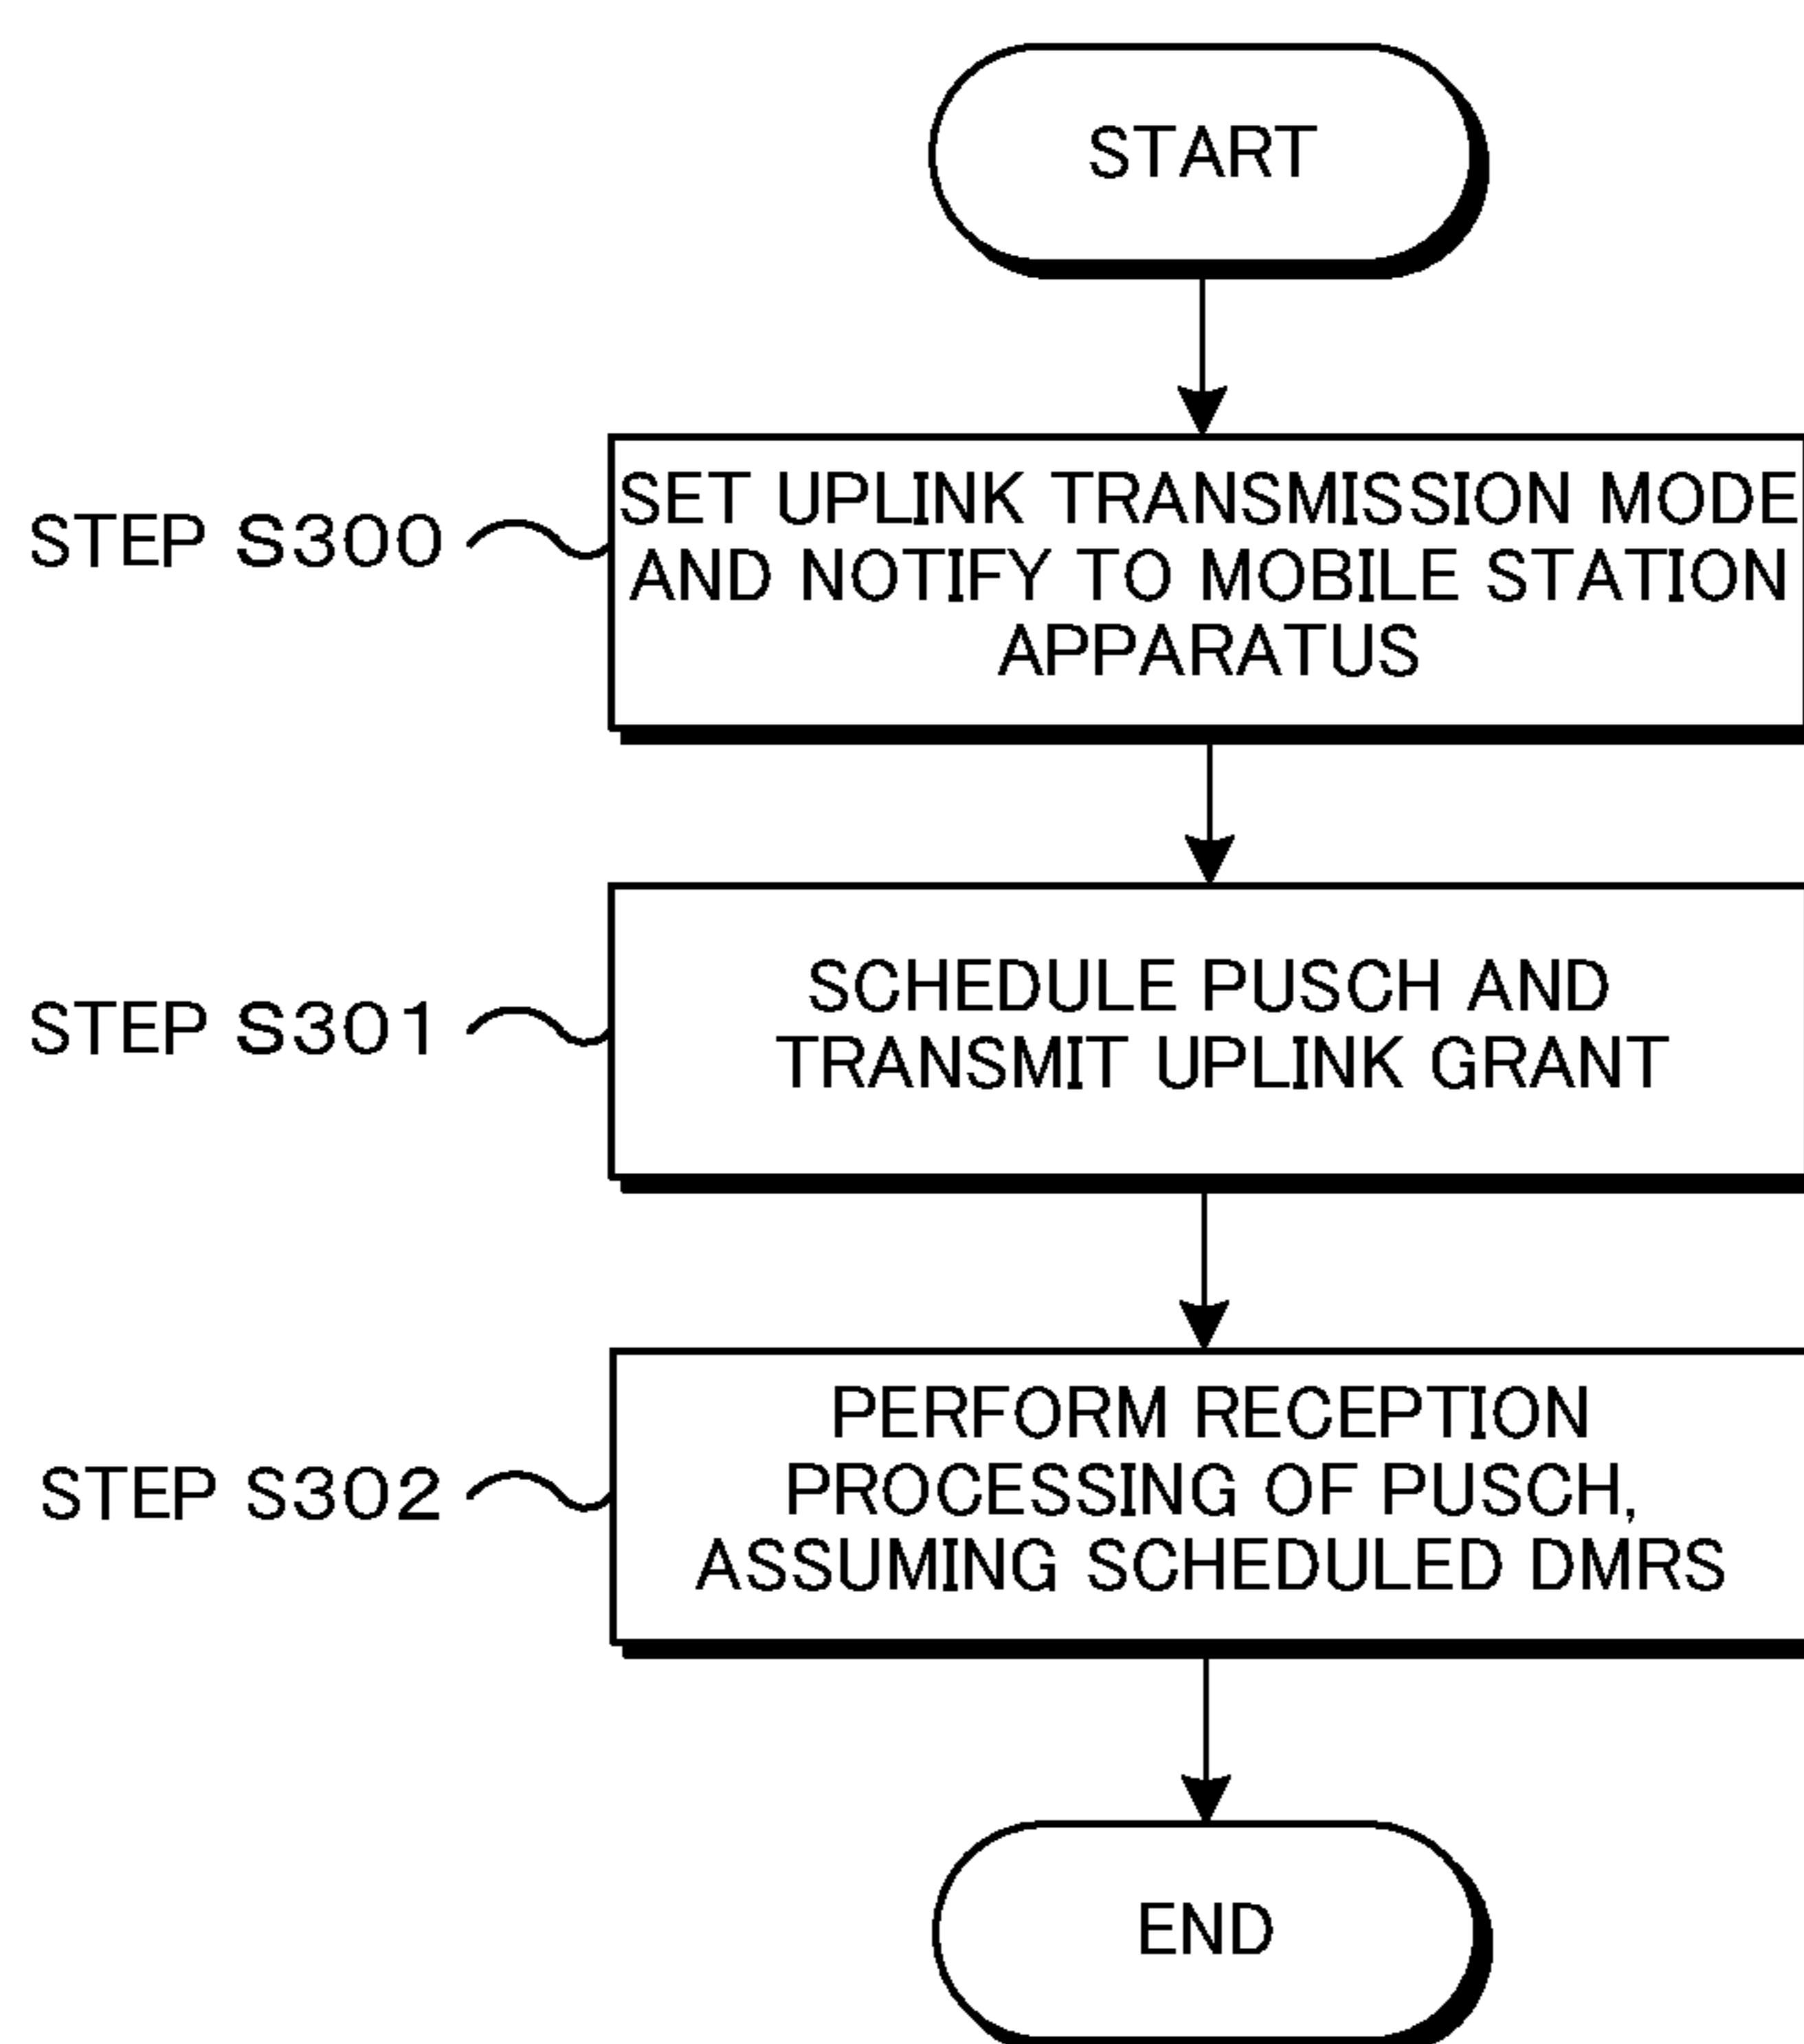 START
STEP S300
SET UPLINK TRANSMISSION MODE
AND NOTIFY TO MOBILE STATION
APPARATUS
STEP S301
SCHEDULE PUSCH AND
TRANSMIT UPLINK GRANT
STEP S302
PERFORM RECEPTION
PROCESSING OF PUSCH,
ASSUMING SCHEDULED DMRS
END